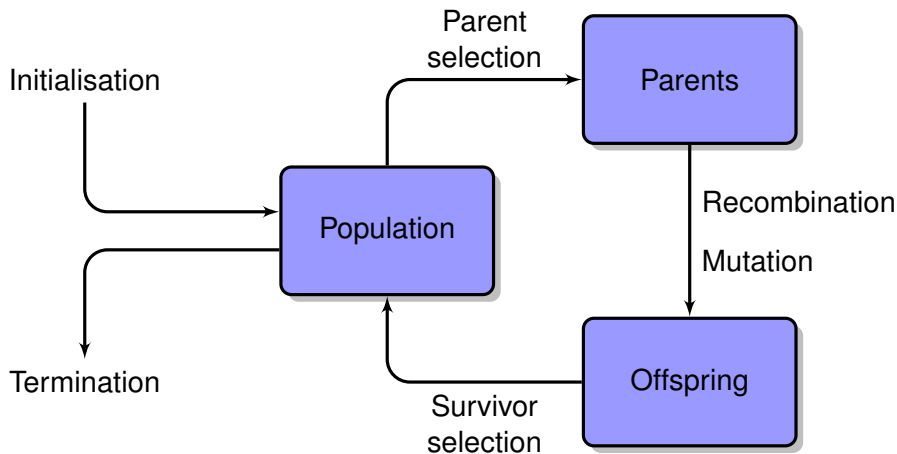 Parent
selection
Initialisation
Parents
Recombination
Population
Mutation
Termination
Offspring
Survivor
selection